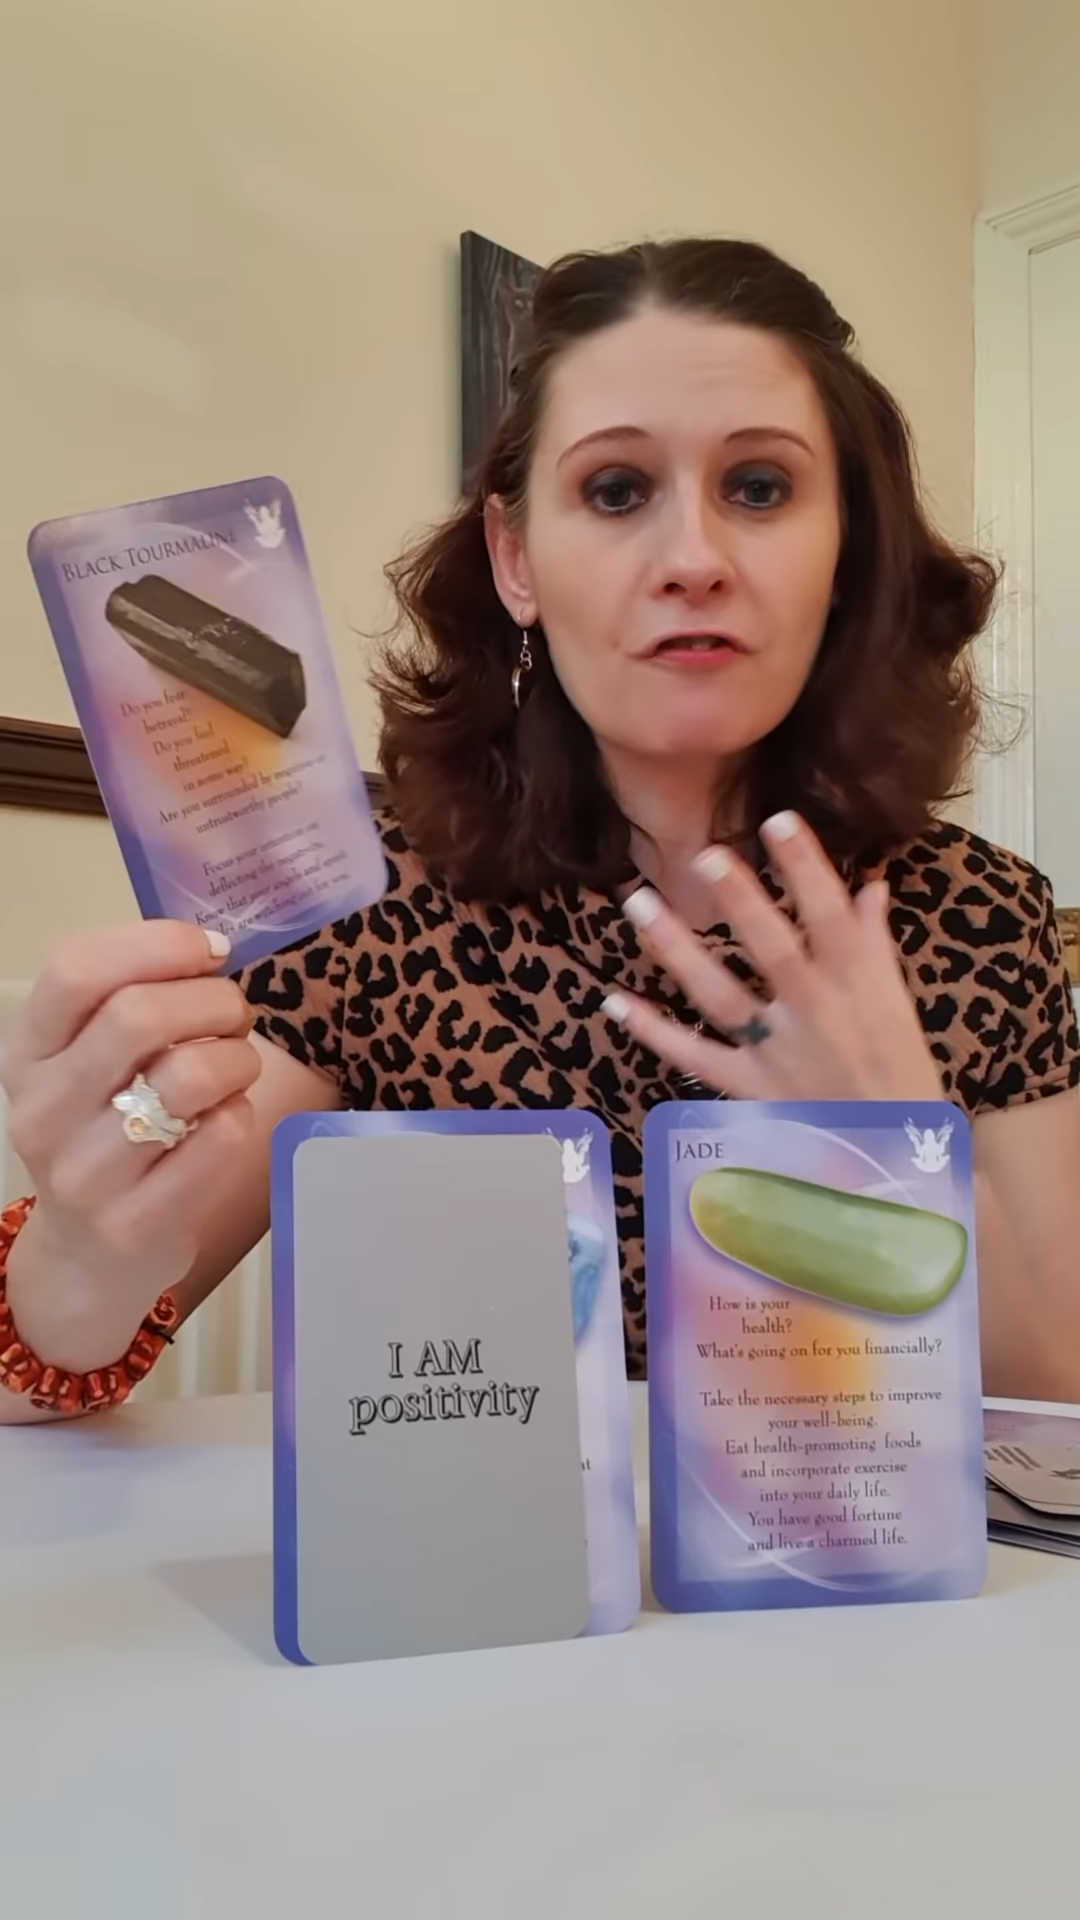 BLACK TOURMALINE
Do you fear
betrayal?
Do you feel
threatened
in some way?
Are you surrounded by negative or
untrustworthy people?
Focus your attention on
deflecting the negativity.
Know that your angels and spirit
are watching out for you.
I AM
positivity
JADE
How is your
health?
What's going on for you financially?
Take the necessary steps to improve
your well-being.
Eat health-promoting foods
and incorporate exercise
into your daily life.
You have good fortune
and live a charmed life.